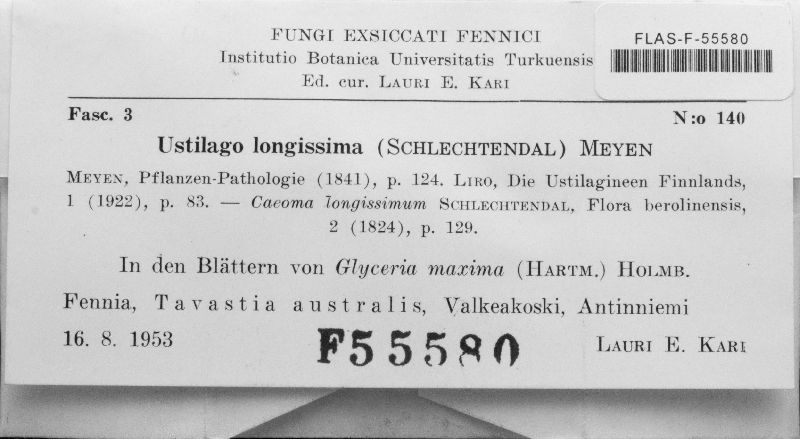 FUNGI EXSICCATI FENNICI
Institutio Botanica Universitatis Turkuensis
Ed. cur. LAURI E. KARI
FLAS-F-55580
Fasc. 3 N:o 140
Ustilago longissima (SCHLECHTENDAL) MEYEN
MEYEN, Pflanzen-Pathologie (1841), p. 124. LIRO, Die Ustilagineen Finnlands,
1 (1922), p. 83. — Caeoma longissimum SCHLECHTENDAL, Flora berolinensis,
2 (1824), p. 129.
In den Blättern von Glyceria maxima (HARTM.) HOLMB.
Fennia, Tavastia australis, Valkeakoski, Antinniemi
16. 8. 1953 LAURI E. KARI
F55580